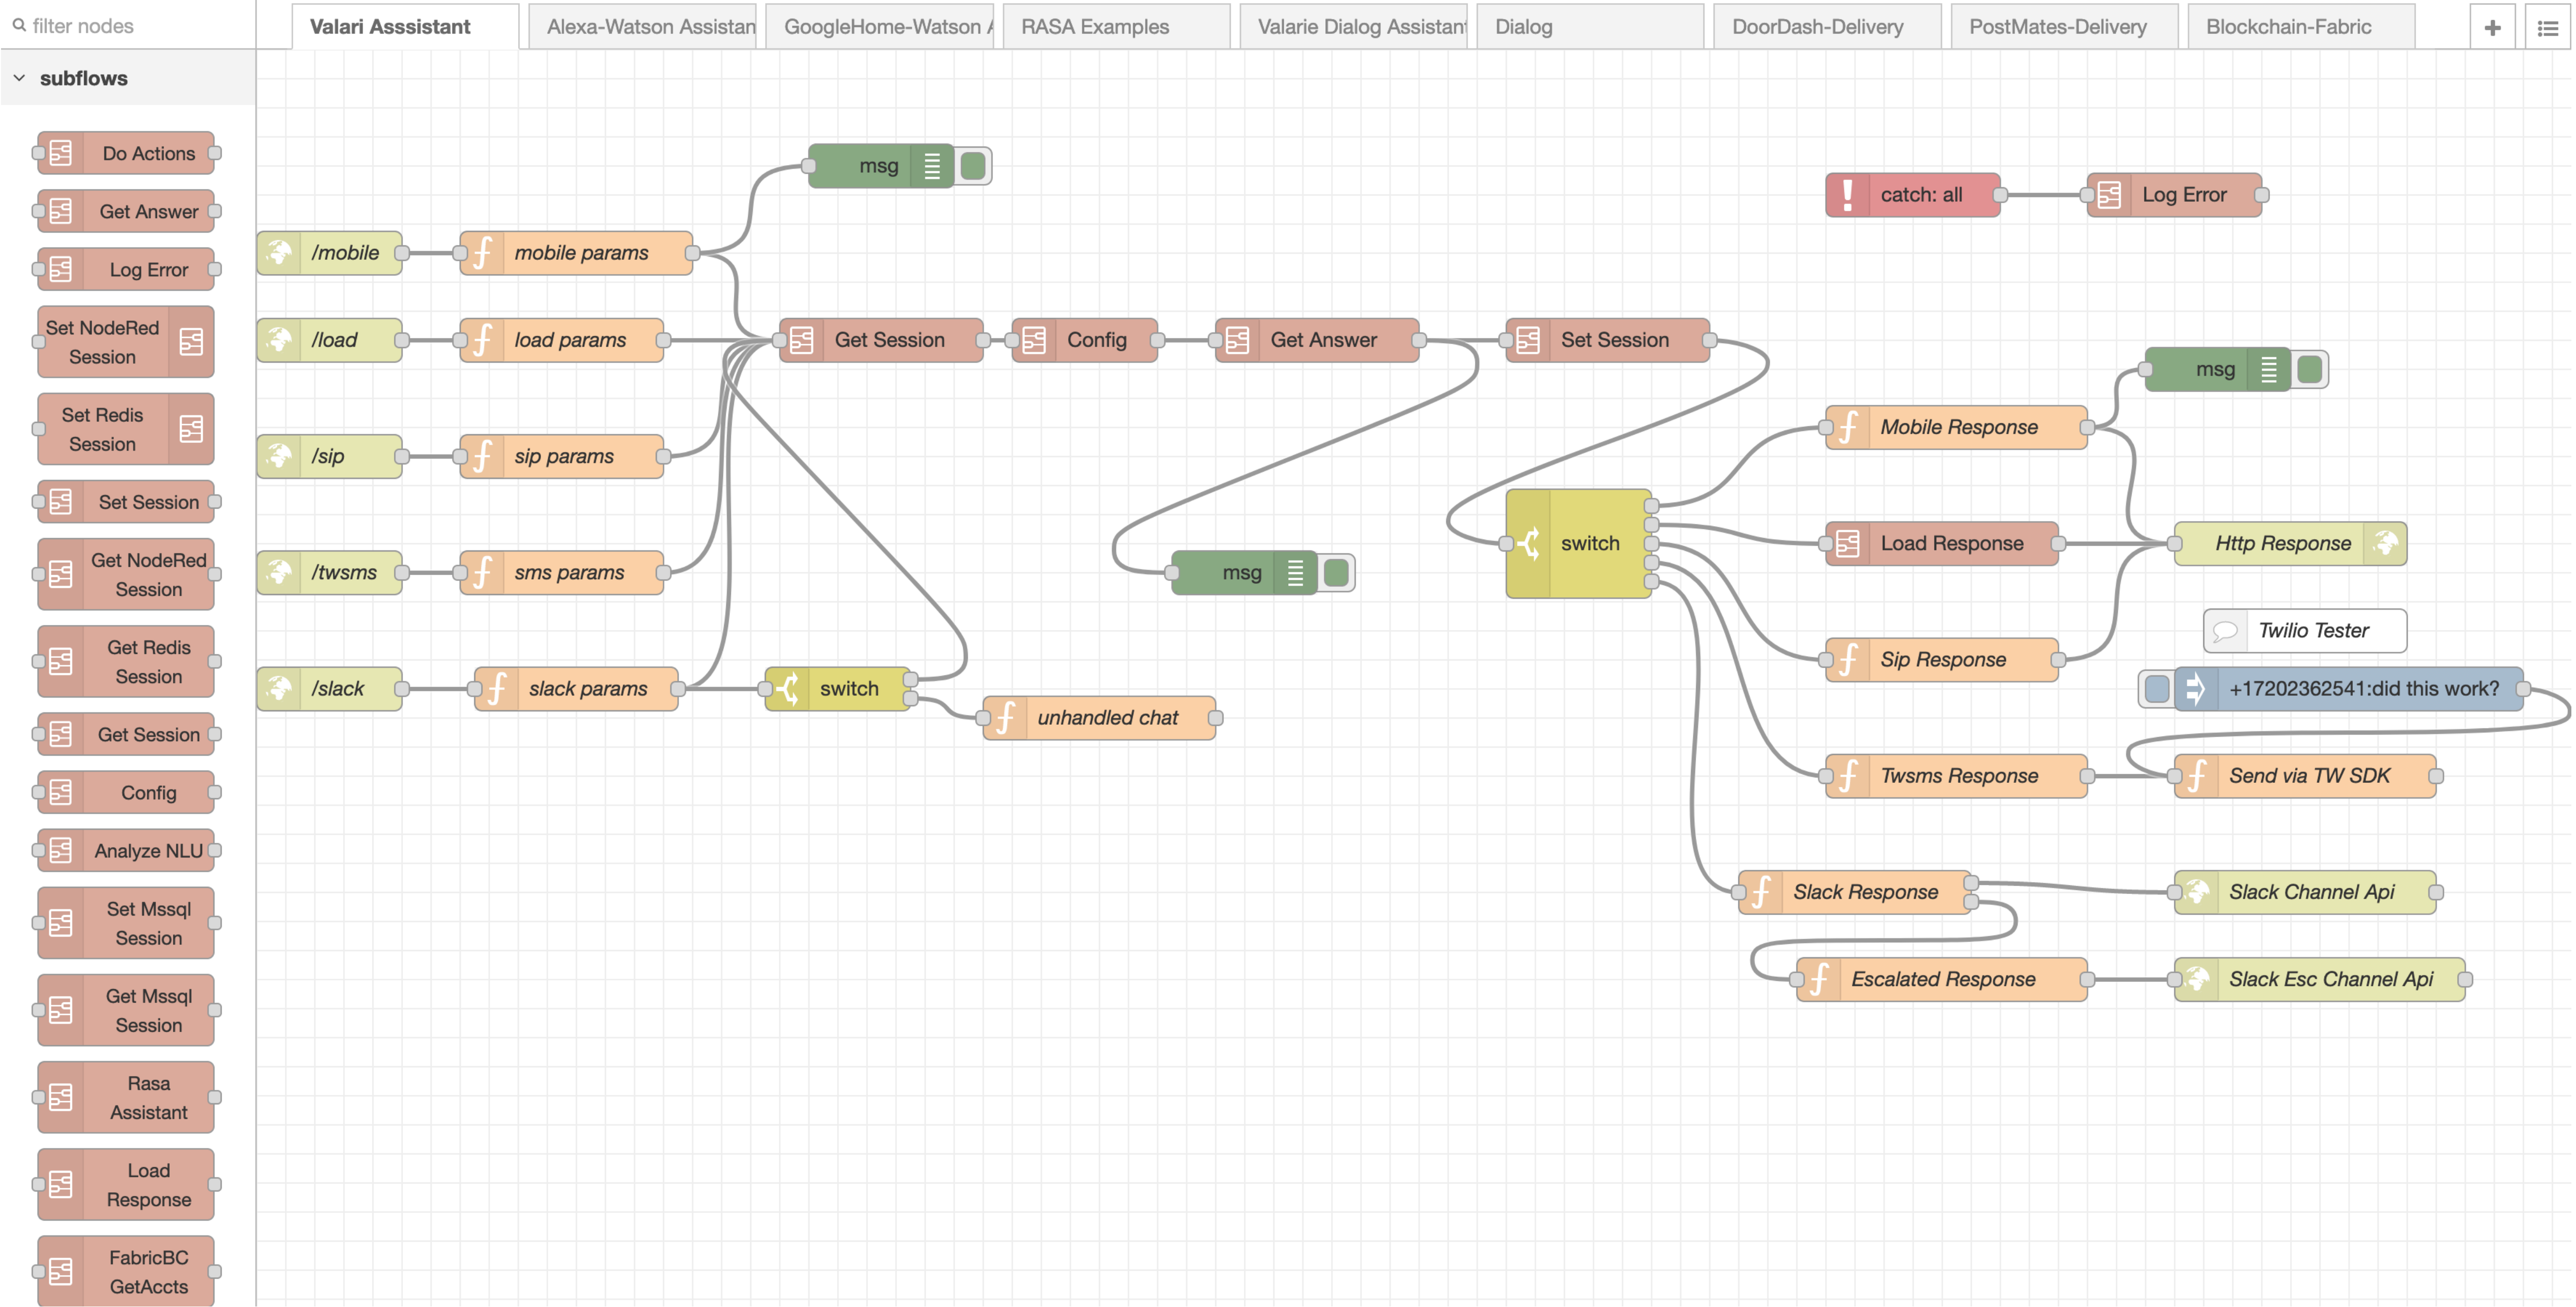 filter nodes
Valari Asssistant
Alexa-Watson Assistan
GoogleHome-Watson A
RASA Examples
Valarie Dialog Assistant
Dialog
DoorDash-Delivery
PostMates-Delivery
Blockchain-Fabric
subflows
Do Actions
Get Answer
Log Error
Set NodeRed
Session
Set Redis
Session
Set Session
Get NodeRed
Session
Get Redis
Session
Get Session
Config
Analyze NLU
Set Mssql
Session
Get Mssql
Session
Rasa
Assistant
Load
Response
FabricBC
GetAccts
msg
catch: all
Log Error
/mobile
mobile params
/load
load params
Get Session
Config
Get Answer
Set Session
msg
Mobile Response
/sip
sip params
switch
Load Response
Http Response
/twsms
sms params
msg
Twilio Tester
Sip Response
/slack
slack params
switch
unhandled chat
+17202362541:did this work?
Twsms Response
Send via TW SDK
Slack Response
Slack Channel Api
Escalated Response
Slack Esc Channel Api